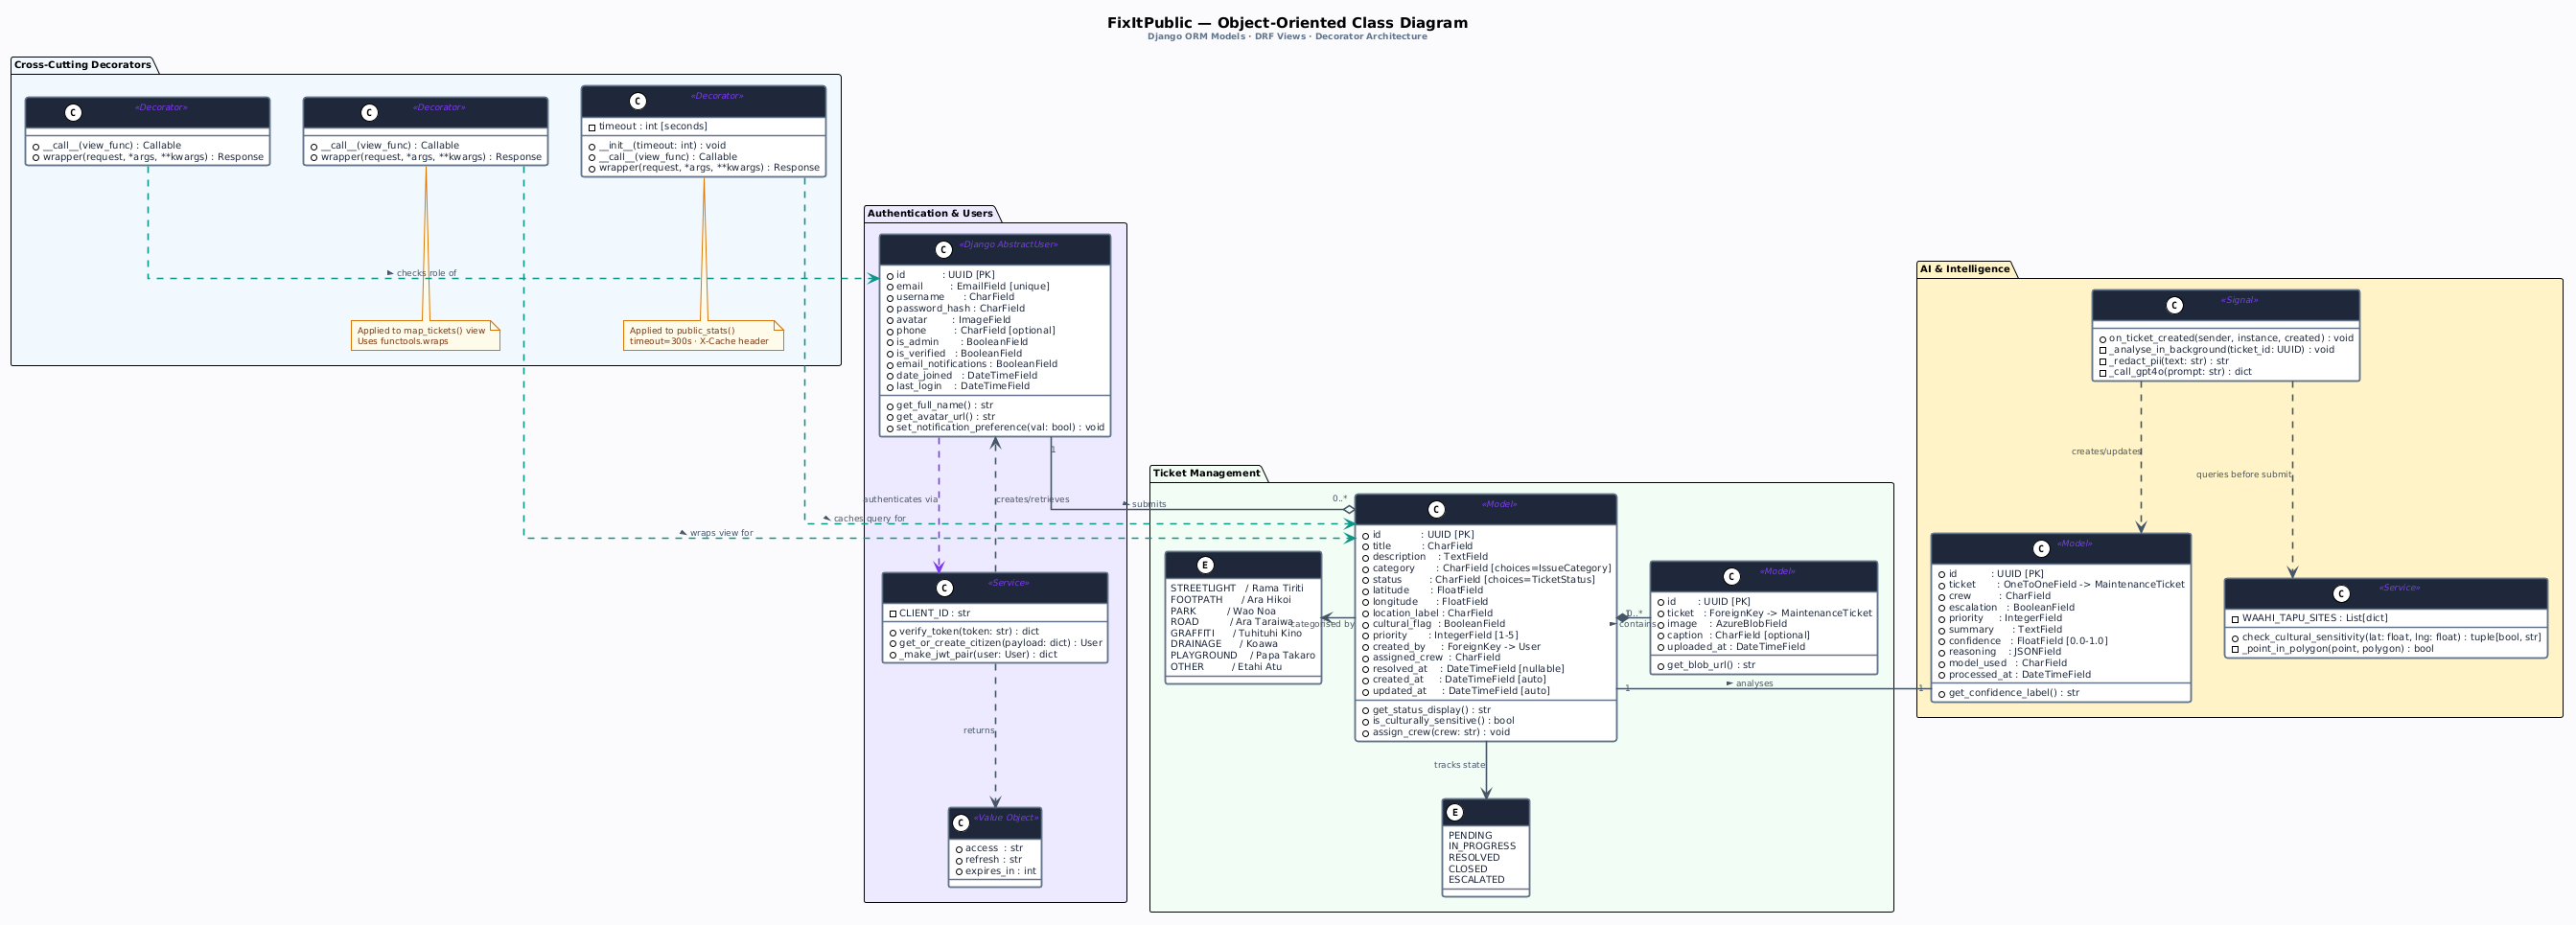 FixItPublic — Object-Oriented Class Diagram
Django ORM Models · DRF Views · Decorator Architecture
Cross-Cutting Decorators
C «Decorator»
__call__(view_func) : Callable
wrapper(request, *args, **kwargs) : Response
C «Decorator»
__call__(view_func) : Callable
wrapper(request, *args, **kwargs) : Response
C «Decorator»
timeout : int [seconds]
__init__(timeout: int) : void
__call__(view_func) : Callable
wrapper(request, *args, **kwargs) : Response
checks role of
Applied to map_tickets() view
Uses functools.wraps
Applied to public_stats()
timeout=300s · X-Cache header
Authentication & Users
C «Django AbstractUser»
id : UUID [PK]
email : EmailField [unique]
username : CharField
password_hash : CharField
avatar : ImageField
phone : CharField [optional]
is_admin : BooleanField
is_verified : BooleanField
email_notifications : BooleanField
date_joined : DateTimeField
last_login : DateTimeField
get_full_name() : str
get_avatar_url() : str
set_notification_preference(val: bool) : void
1
authenticates via
creates/retrieves
submits
0..*
caches query for
wraps view for
C «Service»
CLIENT_ID : str
verify_token(token: str) : dict
get_or_create_citizen(payload: dict) : User
_make_jwt_pair(user: User) : dict
returns
C «Value Object»
access : str
refresh : str
expires_in : int
Ticket Management
E
STREETLIGHT / Rama Tiriti
FOOTPATH / Ara Hikoi
PARK / Wao Noa
ROAD / Ara Taraiwa
GRAFFITI / Tuhituhi Kino
DRAINAGE / Koawa
PLAYGROUND / Papa Takaro
OTHER / Etahi Atu
categorised by
C «Model»
id : UUID [PK]
title : CharField
description : TextField
category : CharField [choices=IssueCategory]
status : CharField [choices=TicketStatus]
latitude : FloatField
longitude : FloatField
location_label : CharField
cultural_flag : BooleanField
priority : IntegerField [1-5]
created_by : ForeignKey -> User
assigned_crew : CharField
resolved_at : DateTimeField [nullable]
created_at : DateTimeField [auto]
updated_at : DateTimeField [auto]
get_status_display() : str
is_culturally_sensitive() : bool
assign_crew(crew: str) : void
1
0..*
contains
C «Model»
id : UUID [PK]
ticket : ForeignKey -> MaintenanceTicket
image : AzureBlobField
caption : CharField [optional]
uploaded_at : DateTimeField
get_blob_url() : str
1
analyses
1
tracks state
E
PENDING
IN_PROGRESS
RESOLVED
CLOSED
ESCALATED
AI & Intelligence
C «Signal»
on_ticket_created(sender, instance, created) : void
_analyse_in_background(ticket_id: UUID) : void
_redact_pii(text: str) : str
_call_gpt4o(prompt: str) : dict
creates/updates
queries before submit
C «Model»
id : UUID [PK]
ticket : OneToOneField -> MaintenanceTicket
crew : CharField
escalation : BooleanField
priority : IntegerField
summary : TextField
confidence : FloatField [0.0-1.0]
reasoning : JSONField
model_used : CharField
processed_at : DateTimeField
get_confidence_label() : str
C «Service»
WAAHI_TAPU_SITES : List[dict]
check_cultural_sensitivity(lat: float, lng: float) : tuple[bool, str]
_point_in_polygon(point, polygon) : bool